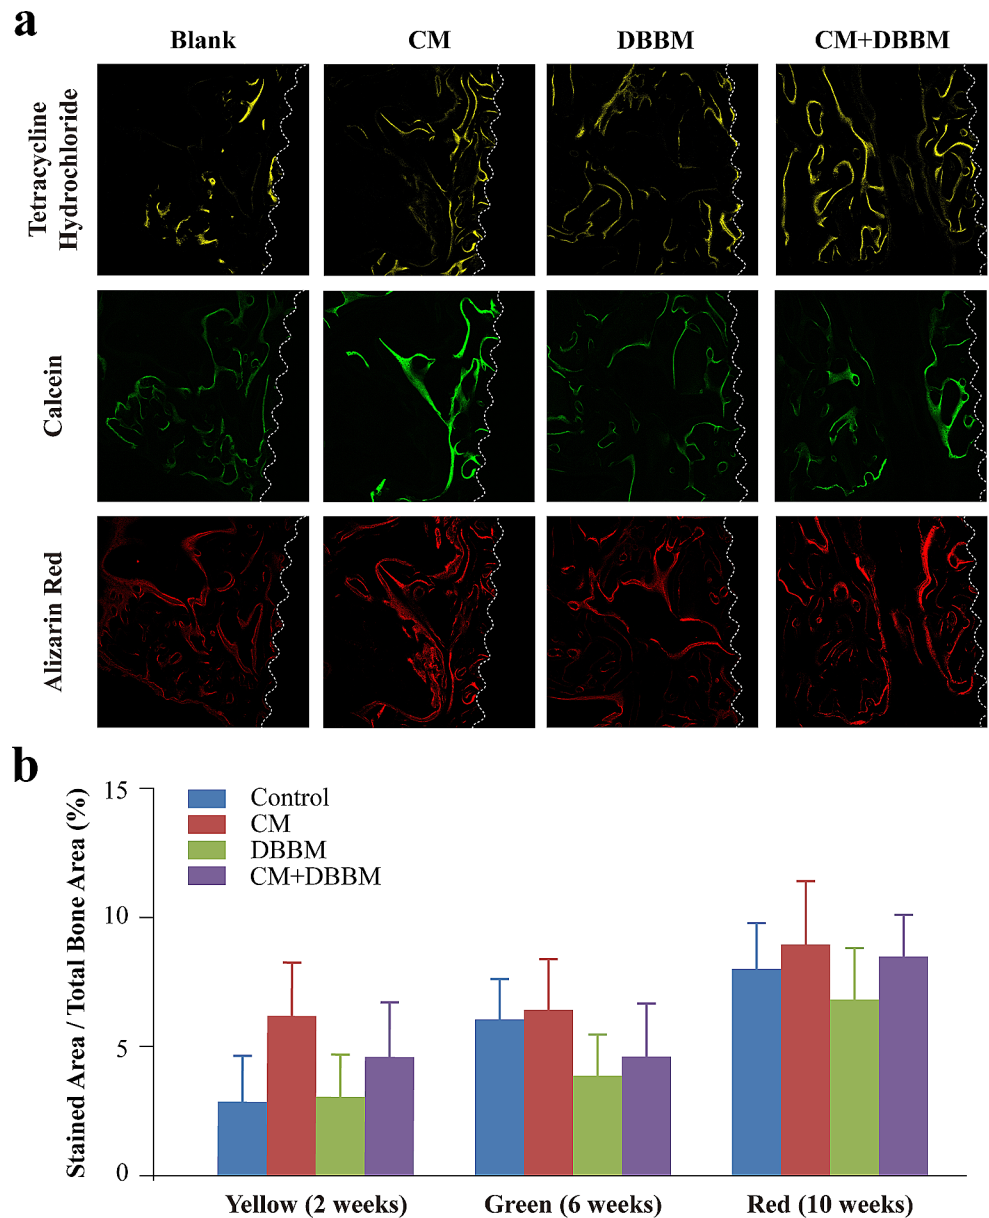 a
Blank
CM
DBBM
CM+DBBM
Tetracycline
Hydrochloride
Calcein
Alizarin Red
b
Stained Area / Total Bone Area (%)
15
10
5
0
Control
CM
DBBM
CM+DBBM
Yellow (2 weeks)
Green (6 weeks)
Red (10 weeks)